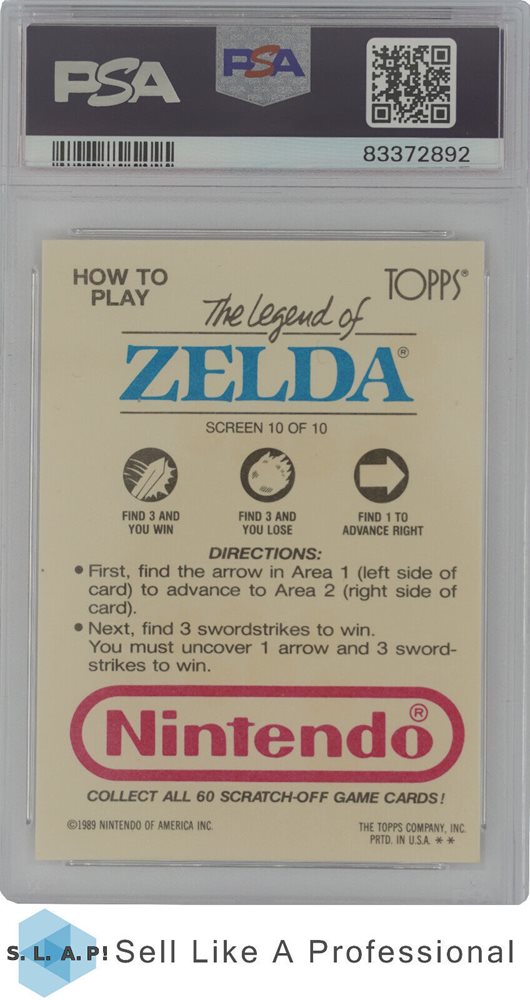 PSA
PSA
83372892
HOW TO
PLAY
TOPPS®
The Legend of
ZELDA®
SCREEN 10 OF 10
FIND 3 AND
YOU WIN
FIND 3 AND
YOU LOSE
FIND 1 TO
ADVANCE RIGHT
DIRECTIONS:
• First, find the arrow in Area 1 (left side of
card) to advance to Area 2 (right side of
card).
• Next, find 3 swordstrikes to win.
You must uncover 1 arrow and 3 sword-
strikes to win.
Nintendo®
COLLECT ALL 60 SCRATCH-OFF GAME CARDS!
©1989 NINTENDO OF AMERICA INC.
THE TOPPS COMPANY, INC.
PRTD. IN U.S.A. * *
S. L. A.P! Sell Like A Professional